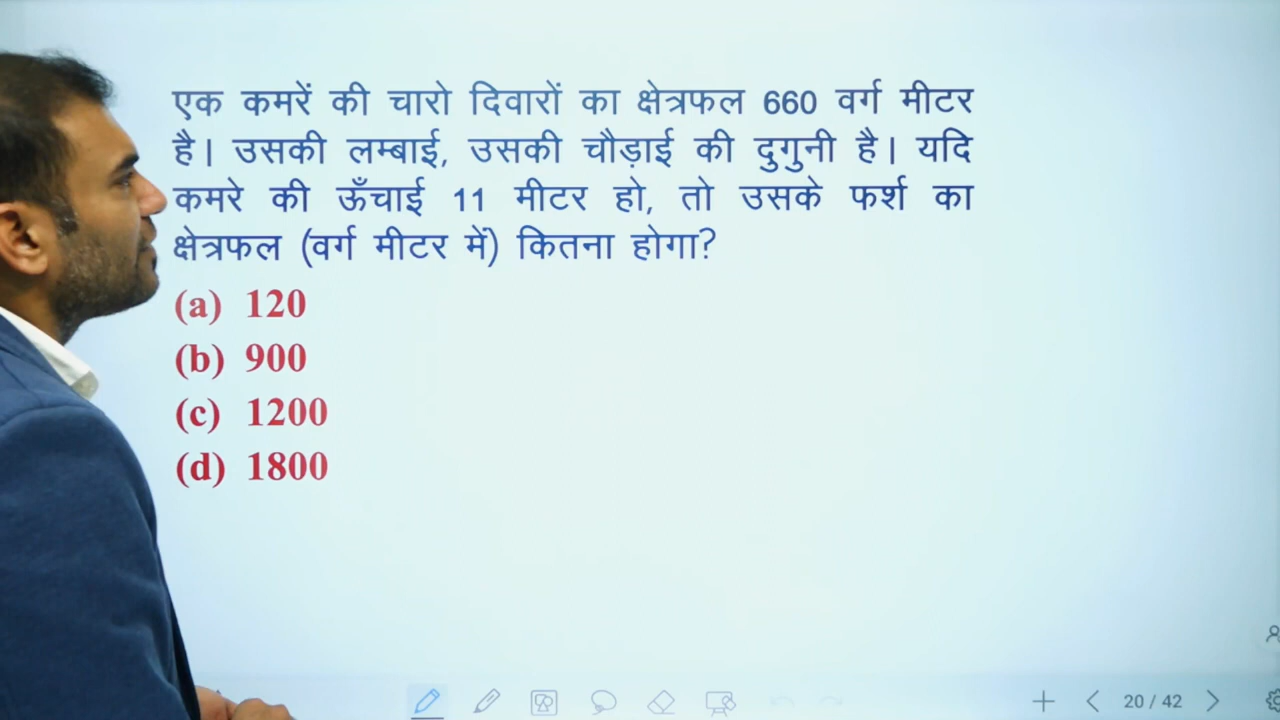 एक कमरें की चारो दिवारों का क्षेत्रफल 660 वर्ग मीटर
है। उसकी लम्बाई, उसकी चौड़ाई की दुगुनी है। यदि
कमरे की ऊँचाई 11 मीटर हो, तो उसके फर्श का
क्षेत्रफल (वर्ग मीटर में) कितना होगा?
(a) 120
(b) 900
(c) 1200
(d) 1800
20 / 42